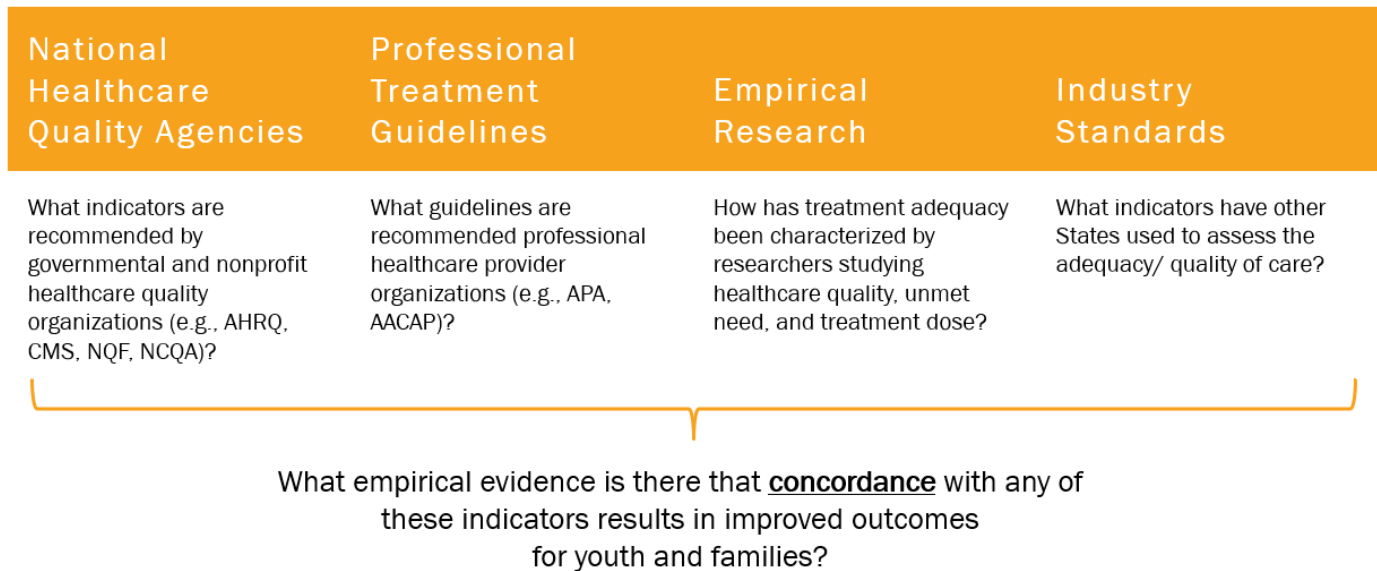 National
Healthcare
Quality Agencies
Professional
Treatment
Guidelines
Empirical
Research
Industry
Standards
What indicators are
recommended by
governmental and nonprofit
healthcare quality
organizations (e.g., AHRQ,
CMS, NQF, NCQA)?
What guidelines are
recommended professional
healthcare provider
organizations (e.g., APA,
AACAP)?
How has treatment adequacy
been characterized by
researchers studying
healthcare quality, unmet
need, and treatment dose?
What indicators have other
States used to assess the
adequacy/ quality of care?
What empirical evidence is there that concordance with any of
these indicators results in improved outcomes
for youth and families?